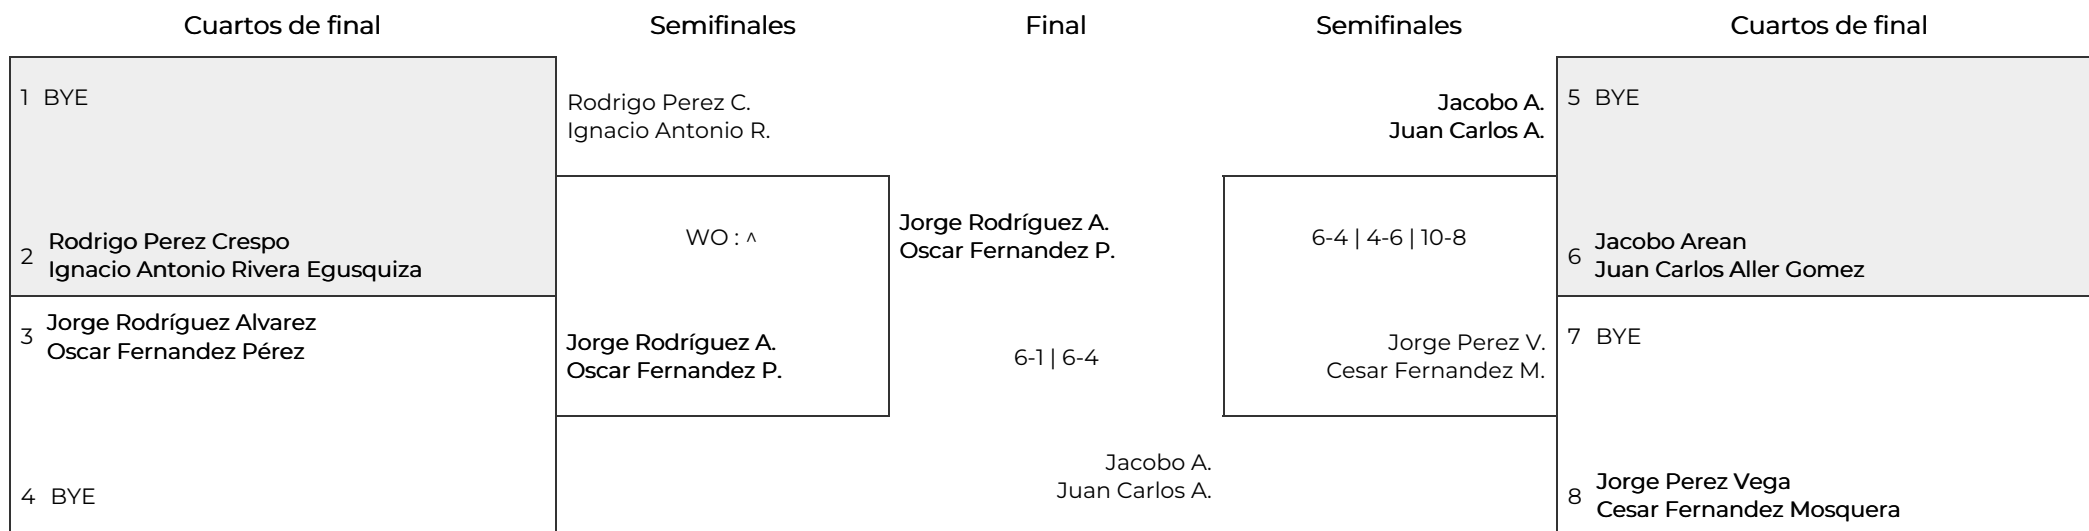 Cuartos de final
Semifinales
Final
Semifinales
Cuartos de final
1 BYE
2 Rodrigo Perez Crespo
Ignacio Antonio Rivera Egusquiza
3 Jorge Rodríguez Alvarez
Oscar Fernandez Pérez
4 BYE
Rodrigo Perez C.
Ignacio Antonio R.
WO : ^
Jorge Rodríguez A.
Oscar Fernandez P.
Jorge Rodríguez A.
Oscar Fernandez P.
6-1 | 6-4
Jacobo A.
Juan Carlos A.
Jacobo A.
Juan Carlos A.
6-4 | 4-6 | 10-8
Jorge Perez V.
Cesar Fernandez M.
5 BYE
6 Jacobo Arean
Juan Carlos Aller Gomez
7 BYE
8 Jorge Perez Vega
Cesar Fernandez Mosquera